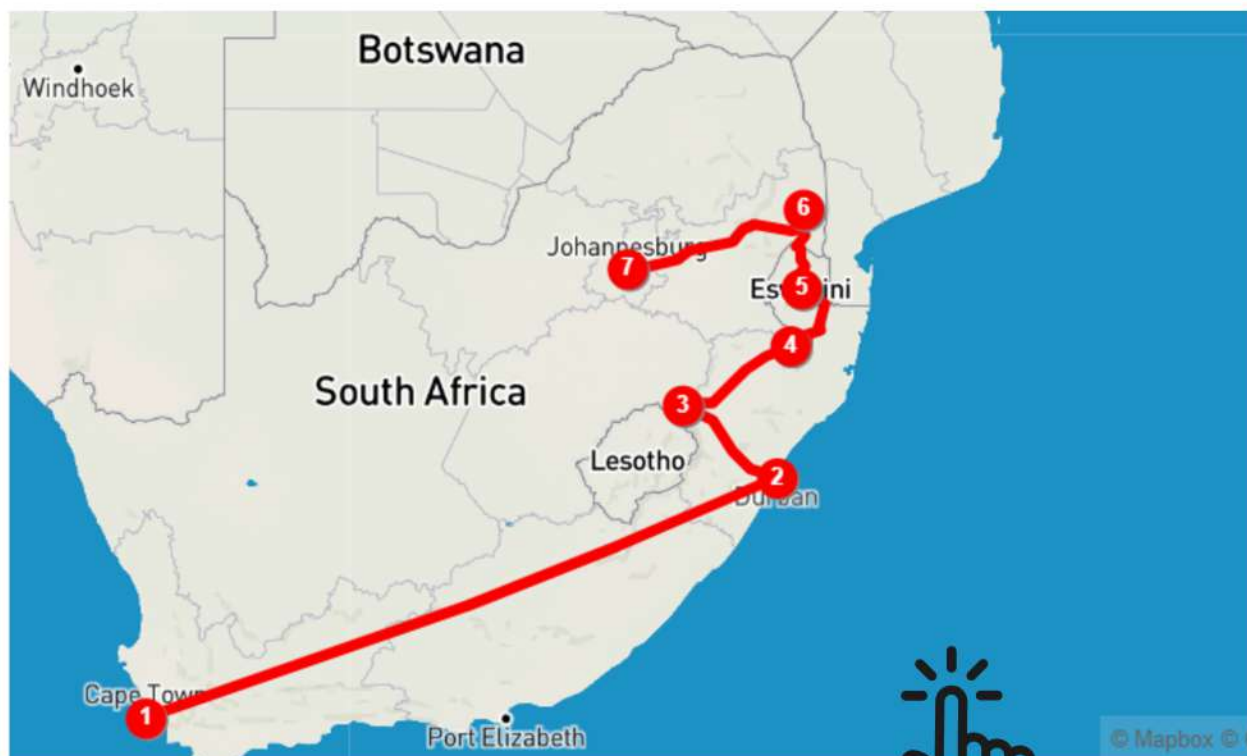 Botswana
Windhoek
6
Johannesburg
7
Eswatini
5
4
South Africa
3
Lesotho
2
Durban
Cape Town
1
Port Elizabeth
© Mapbox ©